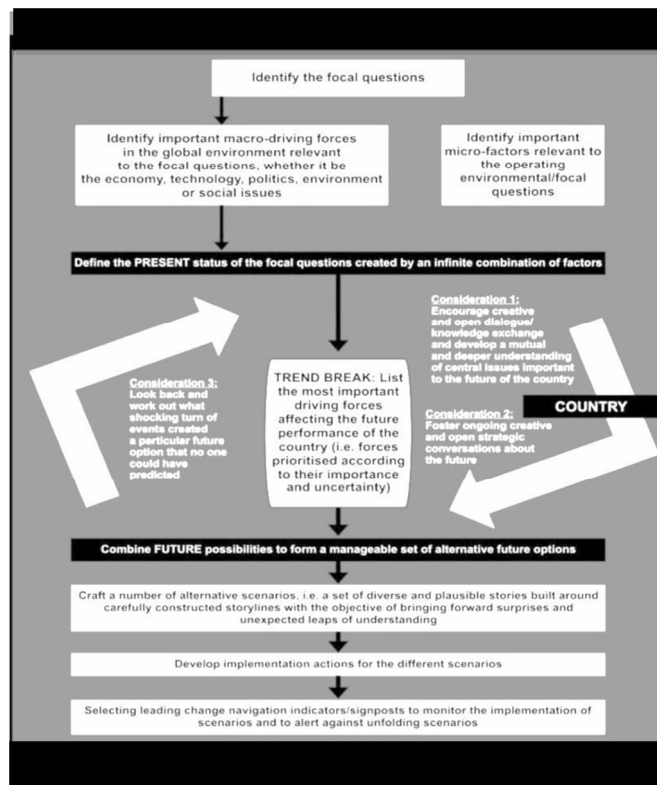 Identify the focal questions
Identify important macro-driving forces
in the global environment relevant
to the focal questions, whether it be
the economy, technology, politics, environment
or social issues
Identify important
micro-factors relevant to
the operating
environmental/focal
questions
Define the PRESENT status of the focal questions created by an infinite combination of factors
Consideration 1:
Encourage creative
and open dialogue/
knowledge exchange
and develop a mutual
and deeper understanding
of central issues important
to the future of the country
Consideration 3:
Look back and
work out what
shocking turn of
events created
a particular future
option that no one
could have
predicted
TREND BREAK: List
the most important
driving forces
affecting the future
performance of the
country (i.e. forces
prioritised according
to their importance
and uncertainty)
COUNTRY
Consideration 2:
Foster ongoing creative
and open strategic
conversations about
the future
Combine FUTURE possibilities to form a manageable set of alternative future options
Craft a number of alternative scenarios, i.e. a set of diverse and plausible stories built around
carefully constructed storylines with the objective of bringing forward surprises and
unexpected leaps of understanding
Develop implementation actions for the different scenarios
Selecting leading change navigation indicators/signposts to monitor the implementation of
scenarios and to alert against unfolding scenarios